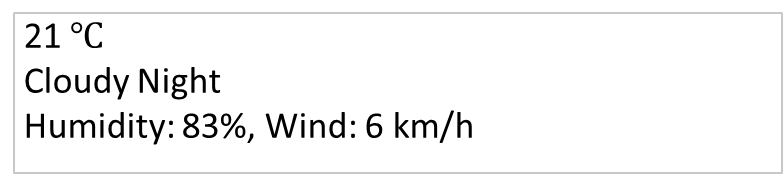 21 ℃
Cloudy Night
Humidity: 83%, Wind: 6 km/h